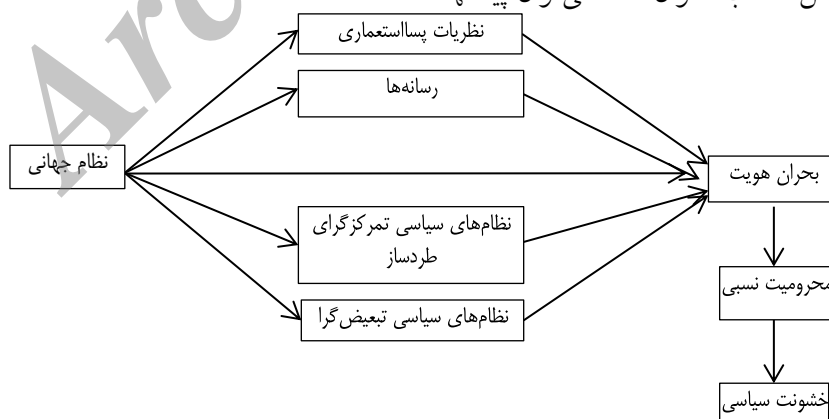 نظریات پسااستعماری
رسانه‌ها
نظام جهانی
بحران هویت
نظام‌های سیاسی تمرکزگرای
طردساز
محرومیت نسبی
نظام‌های سیاسی تبعیض‌گرا
خشونت سیاسی